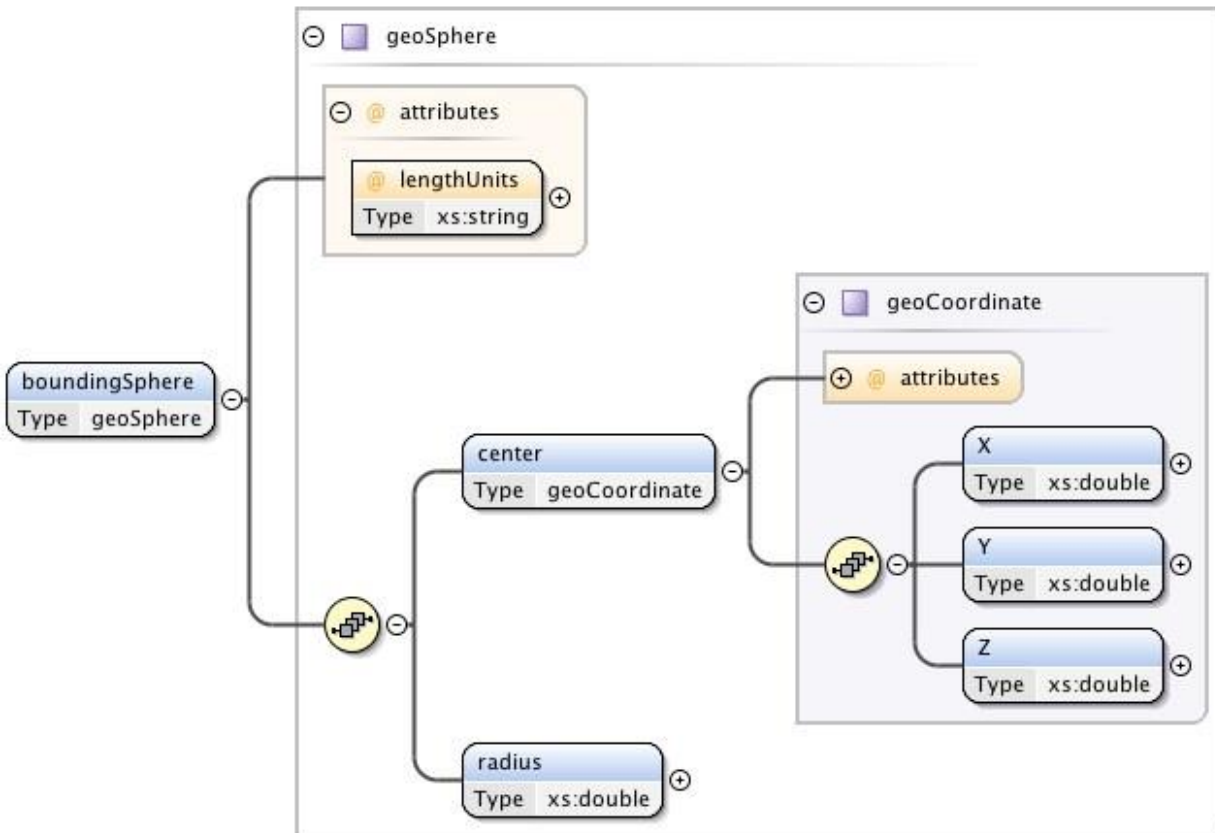 geoSphere
@ attributes
@ lengthUnits
Type xs:string
boundingSphere
Type geoSphere
center
Type geoCoordinate
geoCoordinate
@ attributes
X
Type xs:double
Y
Type xs:double
Z
Type xs:double
radius
Type xs:double